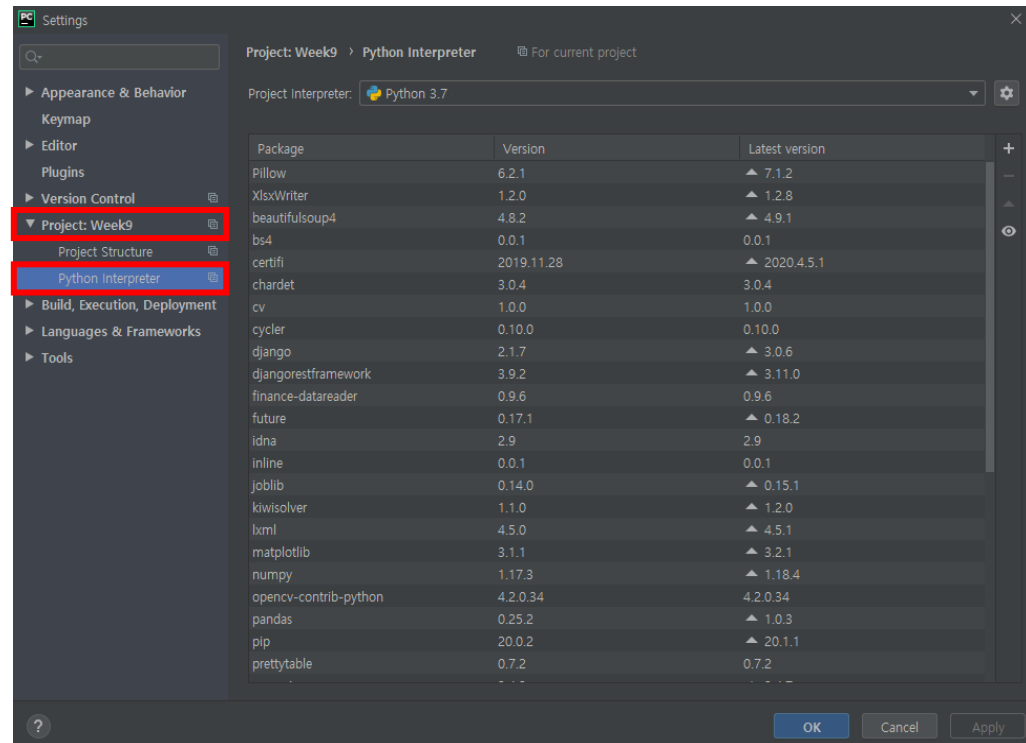 PC Settings
Project: Week9 › Python Interpreter For current project
Appearance & Behavior
Keymap
Editor
Plugins
Version Control
Project: Week9
Project Structure
Python Interpreter
Build, Execution, Deployment
Languages & Frameworks
Tools
Project Interpreter: Python 3.7
Package Version Latest version
Pillow 6.2.1 7.1.2
XlsxWriter 1.2.0 1.2.8
beautifulsoup4 4.8.2 4.9.1
bs4 0.0.1 0.0.1
certifi 2019.11.28 2020.4.5.1
chardet 3.0.4 3.0.4
cv 1.0.0 1.0.0
cycler 0.10.0 0.10.0
django 2.1.7 3.0.6
djangorestframework 3.9.2 3.11.0
finance-datareader 0.9.6 0.9.6
future 0.17.1 0.18.2
idna 2.9 2.9
inline 0.0.1 0.0.1
joblib 0.14.0 0.15.1
kiwisolver 1.1.0 1.2.0
lxml 4.5.0 4.5.1
matplotlib 3.1.1 3.2.1
numpy 1.17.3 1.18.4
opencv-contrib-python 4.2.0.34 4.2.0.34
pandas 0.25.2 1.0.3
pip 20.0.2 20.1.1
prettytable 0.7.2 0.7.2
? OK Cancel Apply